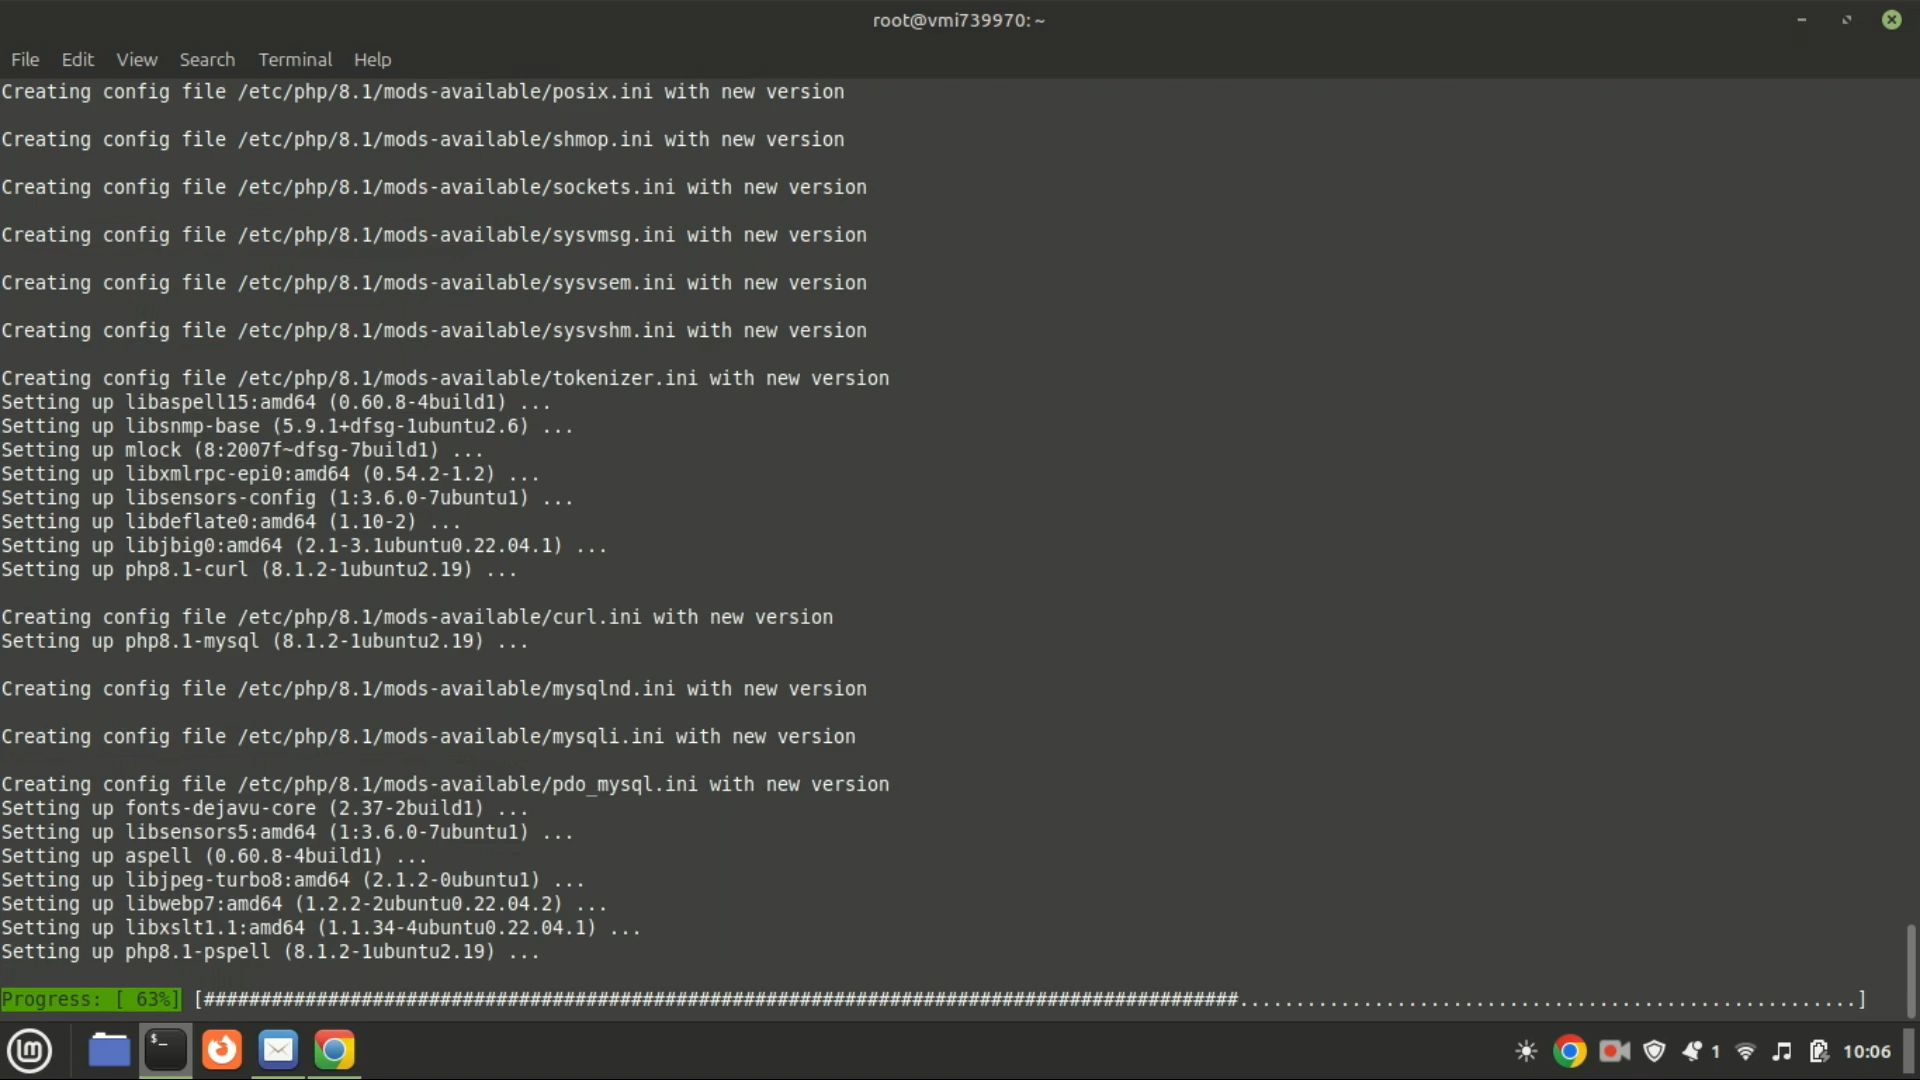 root@vmi739970: ~
File Edit View Search Terminal Help
Creating config file /etc/php/8.1/mods-available/posix.ini with new version
Creating config file /etc/php/8.1/mods-available/shmop.ini with new version
Creating config file /etc/php/8.1/mods-available/sockets.ini with new version
Creating config file /etc/php/8.1/mods-available/sysvmsg.ini with new version
Creating config file /etc/php/8.1/mods-available/sysvsem.ini with new version
Creating config file /etc/php/8.1/mods-available/sysvshm.ini with new version
Creating config file /etc/php/8.1/mods-available/tokenizer.ini with new version
Setting up libaspell15:amd64 (0.60.8-4build1) ...
Setting up libsnmp-base (5.9.1+dfsg-1ubuntu2.6) ...
Setting up mlock (8:2007f~dfsg-7build1) ...
Setting up libxmlrpc-epi0:amd64 (0.54.2-1.2) ...
Setting up libsensors-config (1:3.6.0-7ubuntu1) ...
Setting up libdeflate0:amd64 (1.10-2) ...
Setting up libjbig0:amd64 (2.1-3.1ubuntu0.22.04.1) ...
Setting up php8.1-curl (8.1.2-1ubuntu2.19) ...
Creating config file /etc/php/8.1/mods-available/curl.ini with new version
Setting up php8.1-mysql (8.1.2-1ubuntu2.19) ...
Creating config file /etc/php/8.1/mods-available/mysqlnd.ini with new version
Creating config file /etc/php/8.1/mods-available/mysqli.ini with new version
Creating config file /etc/php/8.1/mods-available/pdo_mysql.ini with new version
Setting up fonts-dejavu-core (2.37-2build1) ...
Setting up libsensors5:amd64 (1:3.6.0-7ubuntu1) ...
Setting up aspell (0.60.8-4build1) ...
Setting up libjpeg-turbo8:amd64 (2.1.2-0ubuntu1) ...
Setting up libwebp7:amd64 (1.2.2-2ubuntu0.22.04.2) ...
Setting up libxslt1.1:amd64 (1.1.34-4ubuntu0.22.04.1) ...
Setting up php8.1-pspell (8.1.2-1ubuntu2.19) ...
Progress: [ 63%] [############################################################################################.......................................................]
1 10:06